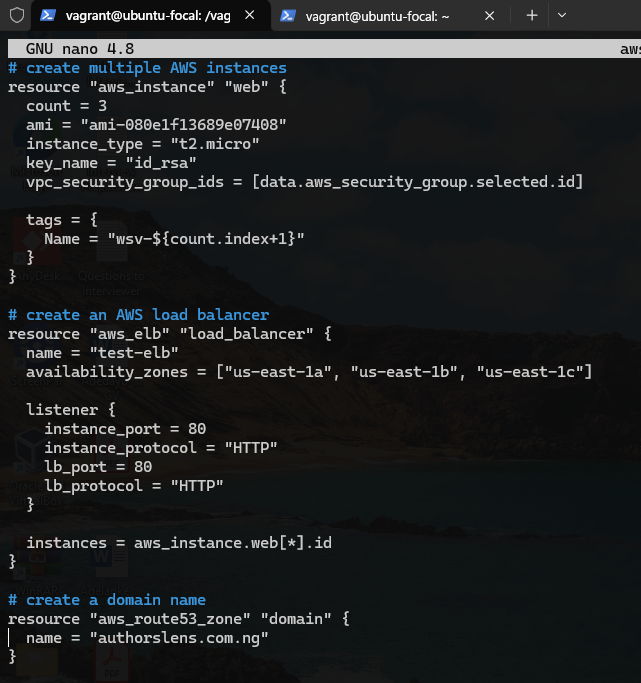 vagrant@ubuntu-focal: /vag
vagrant@ubuntu-focal: ~
GNU nano 4.8 aws
# create multiple AWS instances
resource "aws_instance" "web" {
  count = 3
  ami = "ami-080e1f13689e07408"
  instance_type = "t2.micro"
  key_name = "id_rsa"
  vpc_security_group_ids = [data.aws_security_group.selected.id]

  tags = {
    Name = "wsv-${count.index+1}"
  }
}

# create an AWS load balancer
resource "aws_elb" "load_balancer" {
  name = "test-elb"
  availability_zones = ["us-east-1a", "us-east-1b", "us-east-1c"]

  listener {
    instance_port = 80
    instance_protocol = "HTTP"
    lb_port = 80
    lb_protocol = "HTTP"
  }

  instances = aws_instance.web[*].id
}

# create a domain name
resource "aws_route53_zone" "domain" {
  name = "authorslens.com.ng"
}